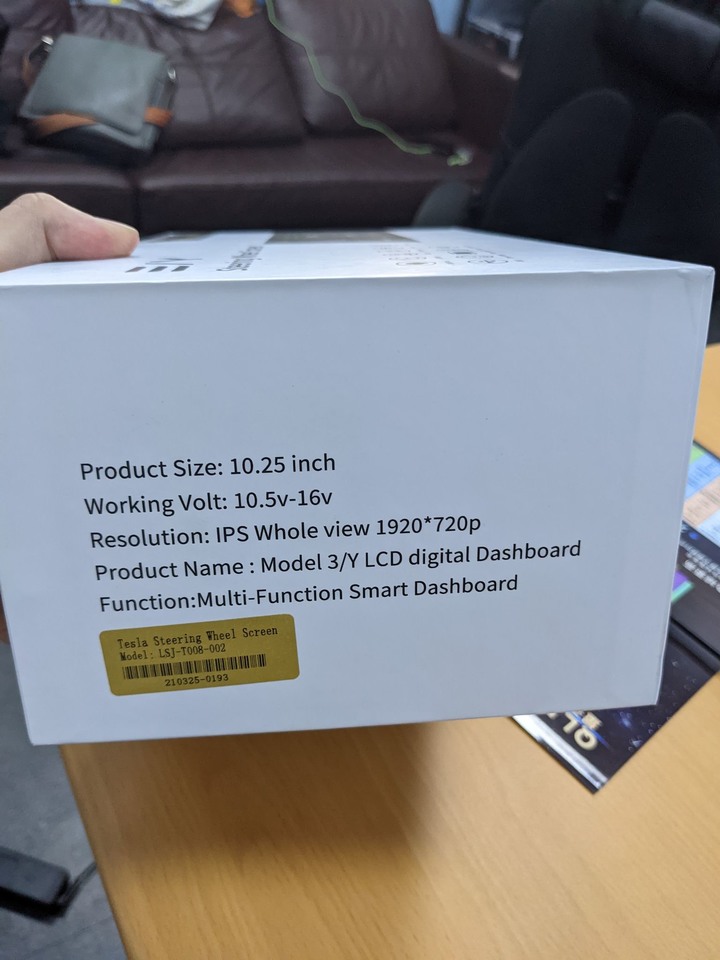 Product Size: 10.25 inch
Working Volt: 10.5v-16v
Resolution: IPS Whole view 1920*720p
Product Name : Model 3/Y LCD digital Dashboard
Function:Multi-Function Smart Dashboard
Tesla Steering Wheel Screen
Model: LSJ-T008-002
210325-0193